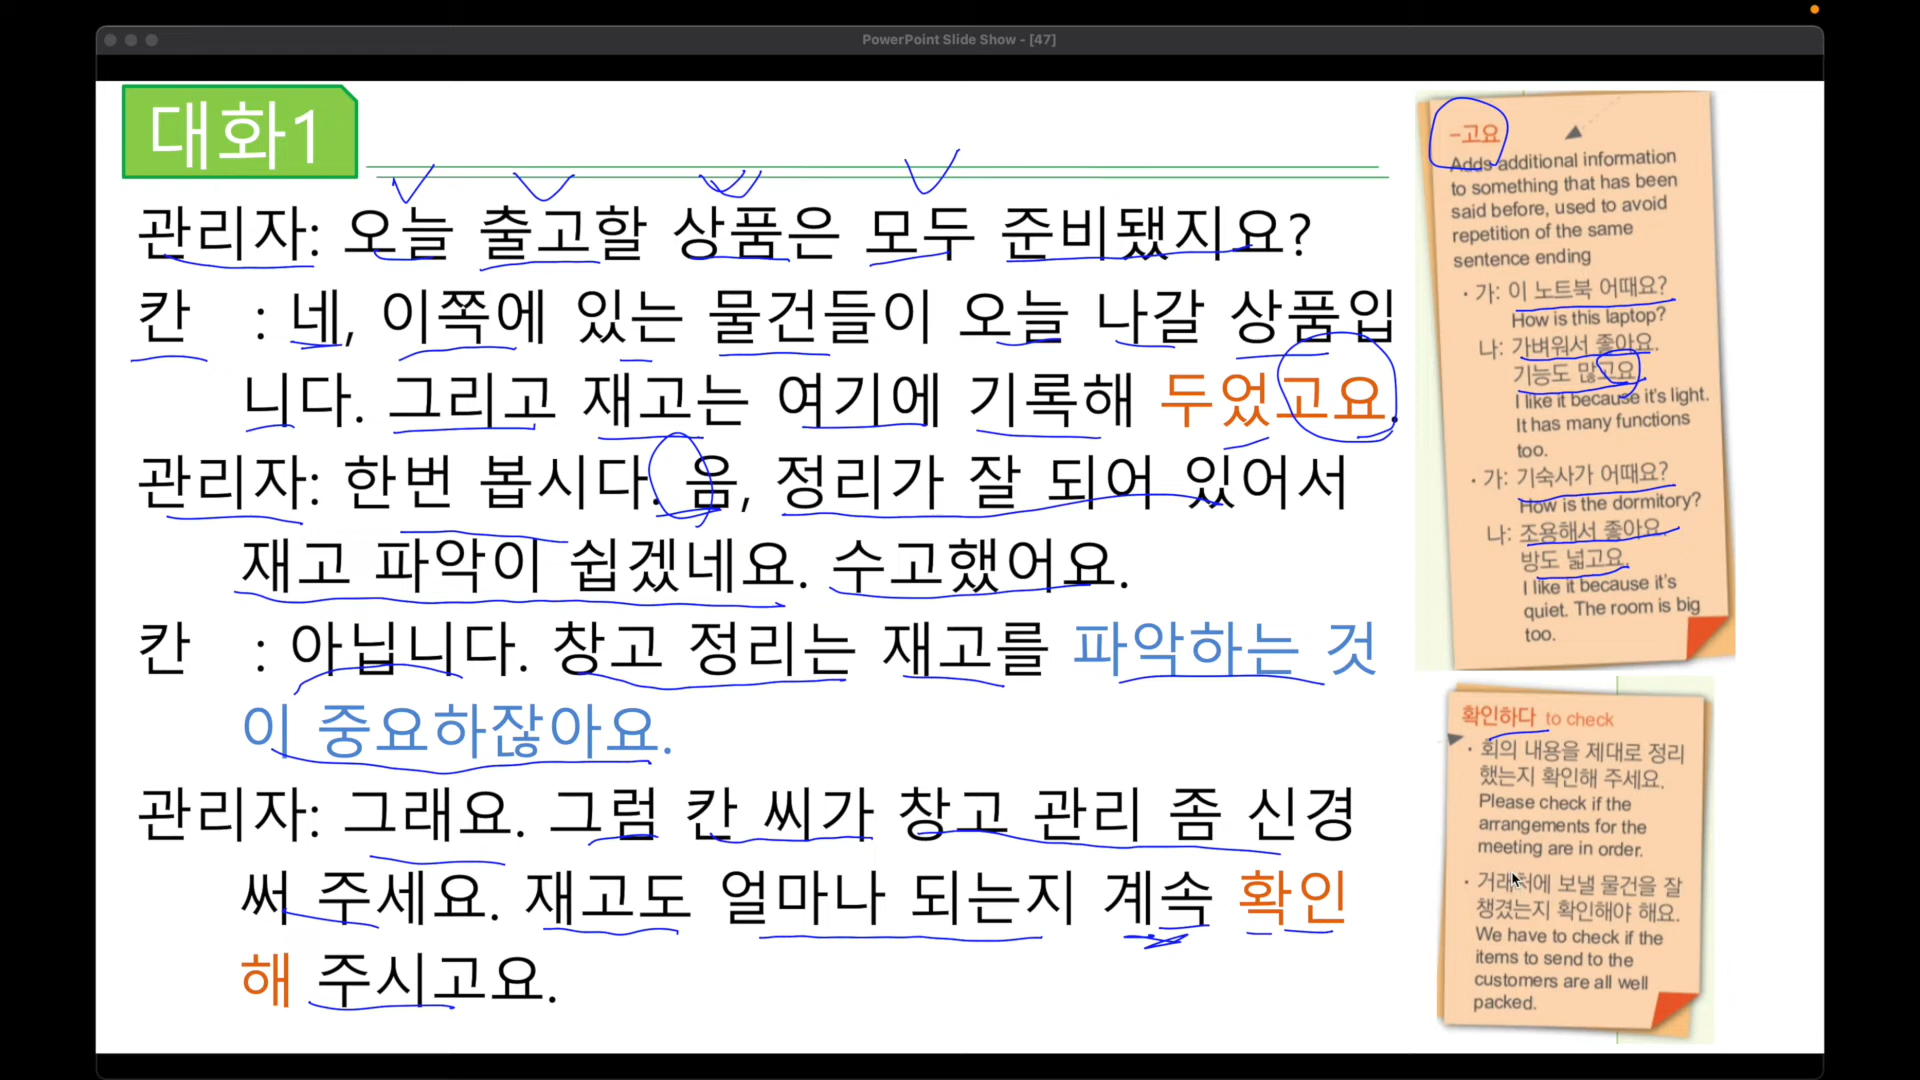 PowerPoint Slide Show - [47]
대화1
관리자: 오늘 출고할 상품은 모두 준비됐지요?
칸 : 네, 이쪽에 있는 물건들이 오늘 나갈 상품입
니다. 그리고 재고는 여기에 기록해 두었고요.
관리자: 한번 봅시다. 음, 정리가 잘 되어 있어서
재고 파악이 쉽겠네요. 수고했어요.
칸 : 아닙니다. 창고 정리는 재고를 파악하는 것
이 중요하잖아요.
관리자: 그래요. 그럼 칸 씨가 창고 관리 좀 신경
써 주세요. 재고도 얼마나 되는지 계속 확인
해 주시고요.
-고요
Adds additional information
to something that has been
said before, used to avoid
repetition of the same
sentence ending
· 가: 이 노트북 어때요?
How is this laptop?
나: 가벼워서 좋아요.
기능도 많고요
I like it because it's light.
It has many functions
too.
· 가: 기숙사가 어때요?
How is the dormitory?
나: 조용해서 좋아요.
방도 넓고요.
I like it because it's
quiet. The room is big
too.
확인하다 to check
· 회의 내용을 제대로 정리
했는지 확인해 주세요.
Please check if the
arrangements for the
meeting are in order.
· 거래처에 보낼 물건을 잘
챙겼는지 확인해야 해요.
We have to check if the
items to send to the
customers are all well
packed.